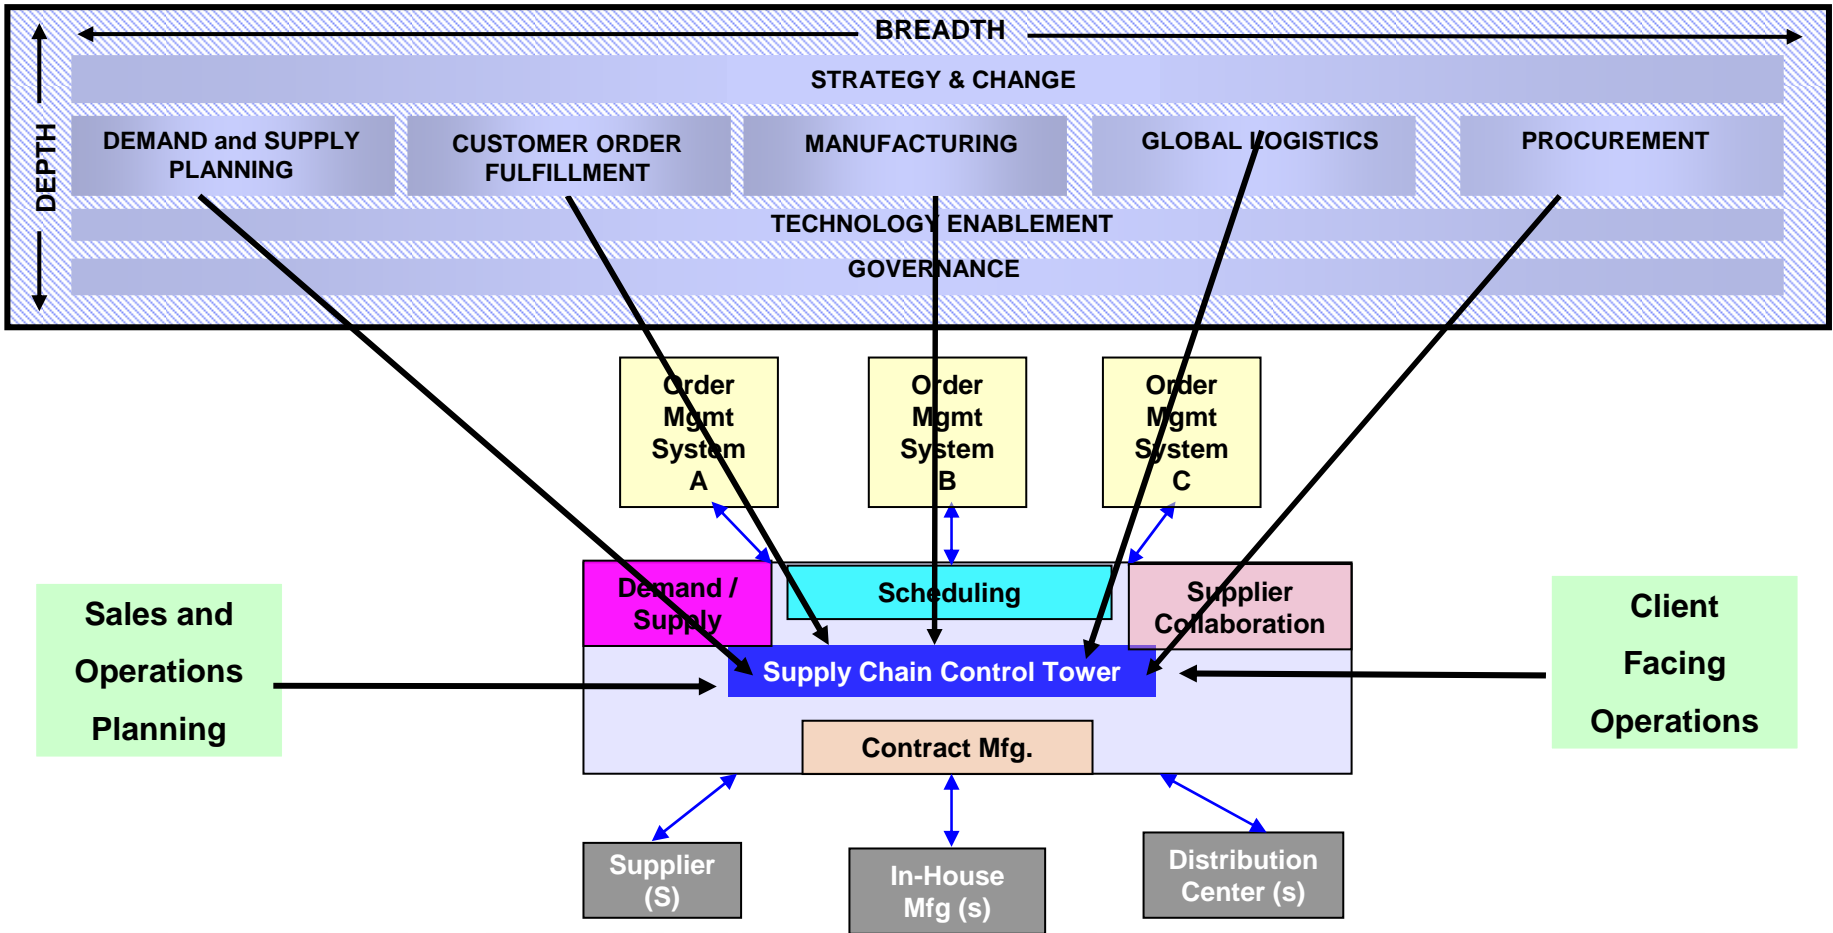 BREADTH
STRATEGY & CHANGE
DEPTH
DEMAND and SUPPLY
PLANNING
CUSTOMER ORDER
FULFILLMENT
MANUFACTURING
GLOBAL LOGISTICS
PROCUREMENT
TECHNOLOGY ENABLEMENT
GOVERNANCE
Order
Mgmt
System
A
Order
Mgmt
System
B
Order
Mgmt
System
C
Sales and
Operations
Planning
Demand /
Supply
Scheduling
Supplier
Collaboration
Supply Chain Control Tower
Contract Mfg.
Client
Facing
Operations
Supplier
(S)
In-House
Mfg (s)
Distribution
Center (s)